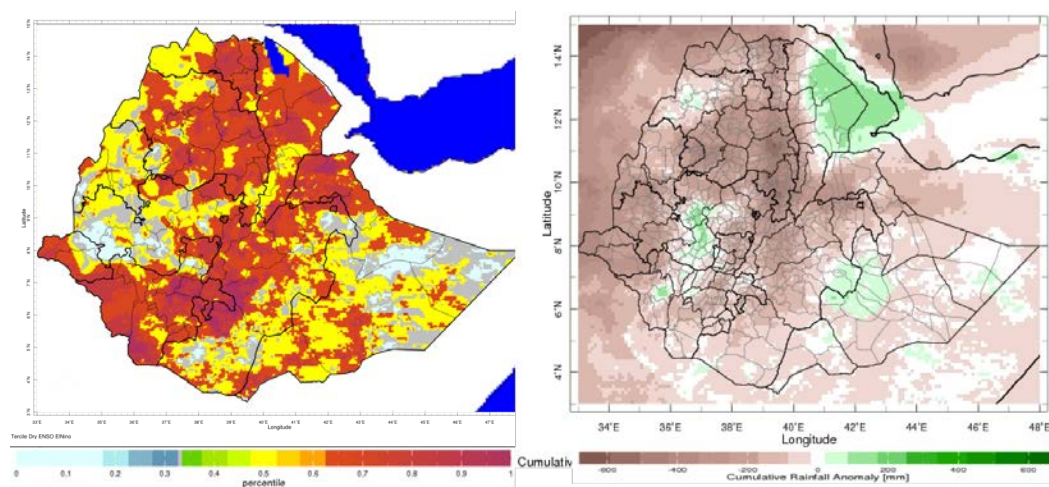 Latitude
Longitude
Tercile Dry ENSO ElNino
0 0.1 0.2 0.3 0.4 0.5 0.6 0.7 0.8 0.9 1
percentile
14°N
12°N
10°N
8°N
6°N
4°N
Latitude
34°E 36°E 38°E 40°E 42°E 44°E 46°E 48°E
Longitude
Cumulativ
-600 -400 -200 0 200 400 600
Cumulative Rainfall Anomaly [mm]